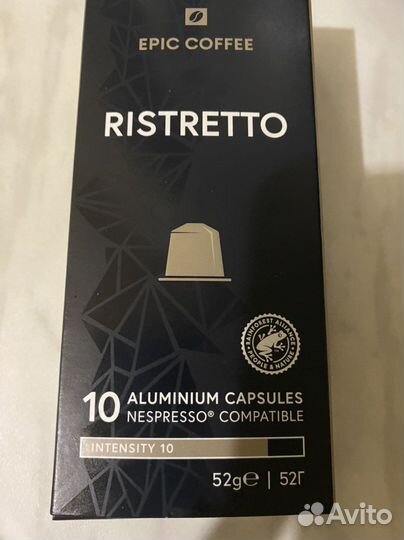 EPIC COFFEE
RISTRETTO
RAINFOREST ALLIANCE
PEOPLE & NATURE
10 ALUMINIUM CAPSULES
NESPRESSO® COMPATIBLE
INTENSITY 10
52g℮ | 52Г
Avito